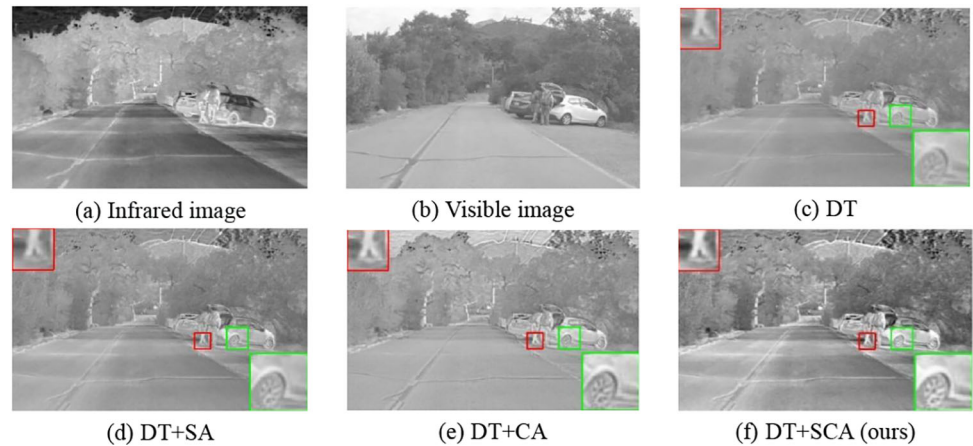 (a) Infrared image
(b) Visible image
(c) DT
(d) DT+SA
(e) DT+CA
(f) DT+SCA (ours)